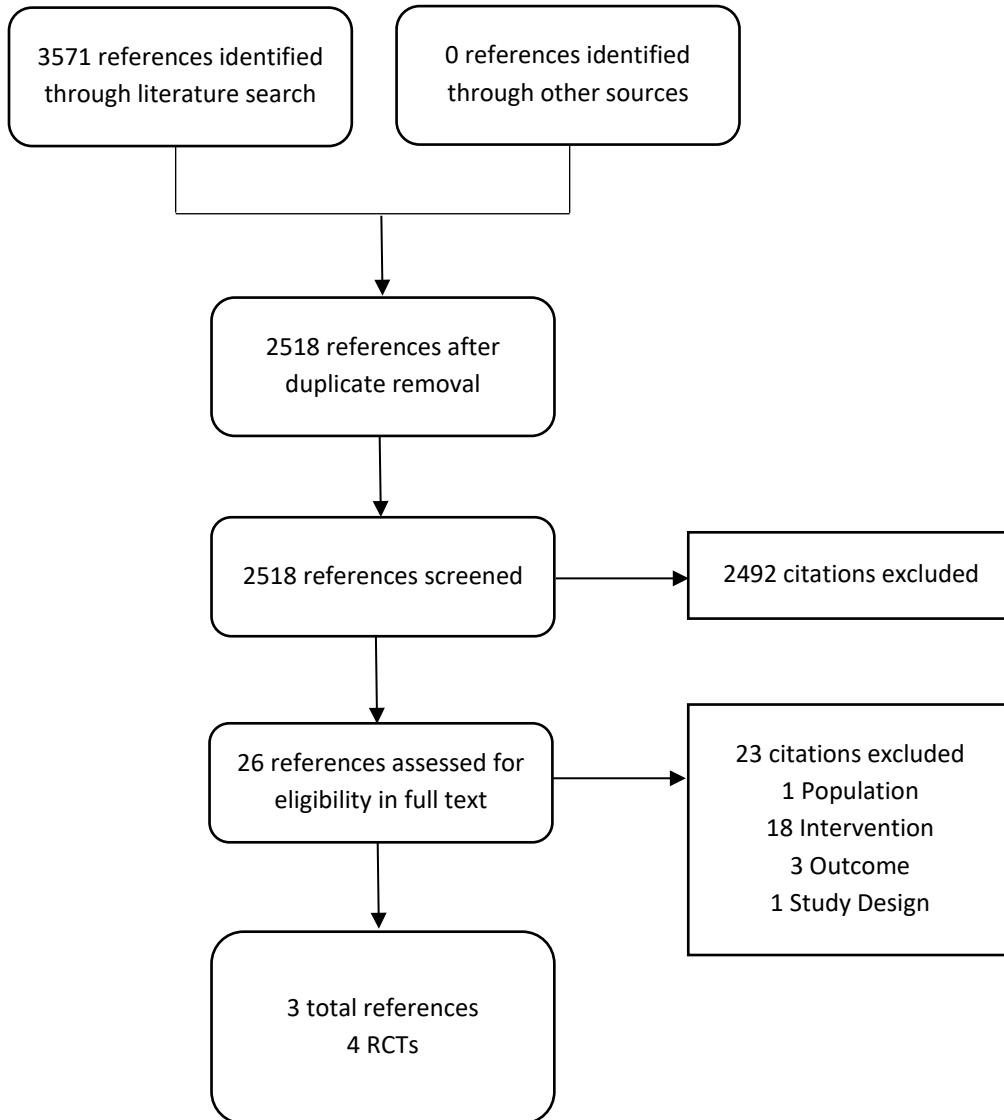 3571 references identified
through literature search
0 references identified
through other sources
2518 references after
duplicate removal
2518 references screened
2492 citations excluded
26 references assessed for
eligibility in full text
23 citations excluded
1 Population
18 Intervention
3 Outcome
1 Study Design
3 total references
4 RCTs